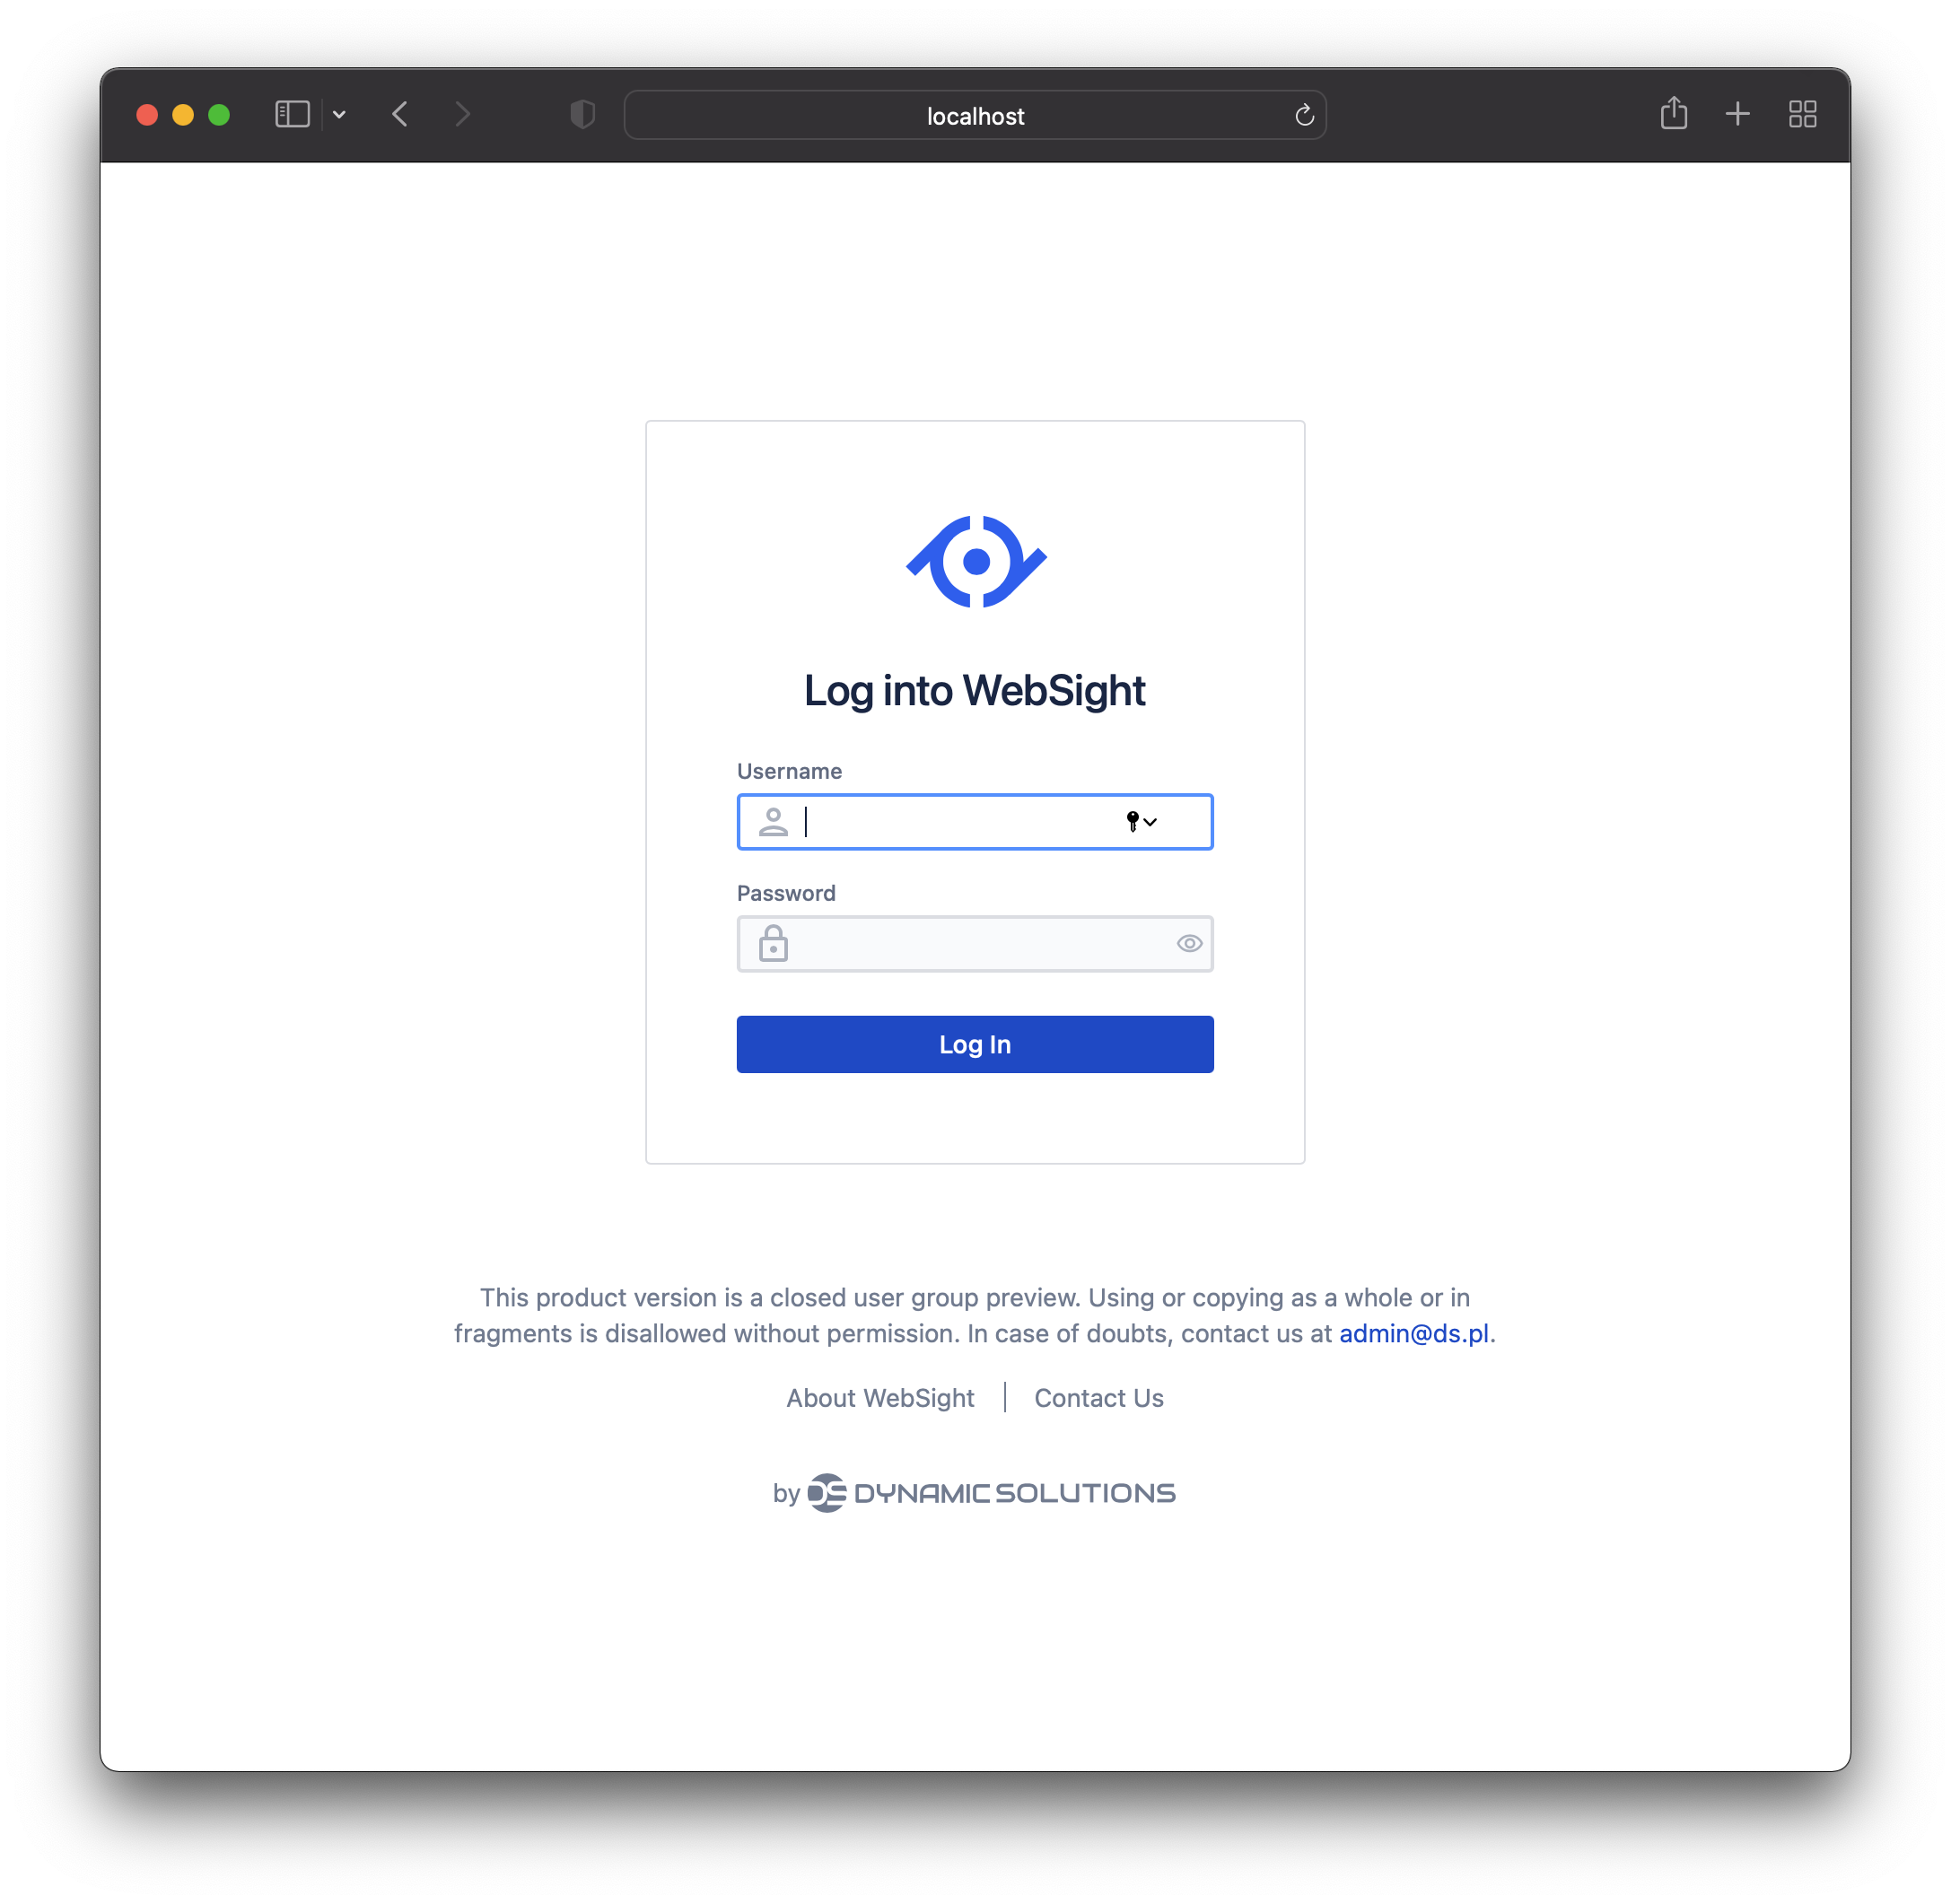 localhost
Log into WebSight
Username
Password
Log In
This product version is a closed user group preview. Using or copying as a whole or in
fragments is disallowed without permission. In case of doubts, contact us at admin@ds.pl.
About WebSight | Contact Us
by DS DYNAMIC SOLUTIONS